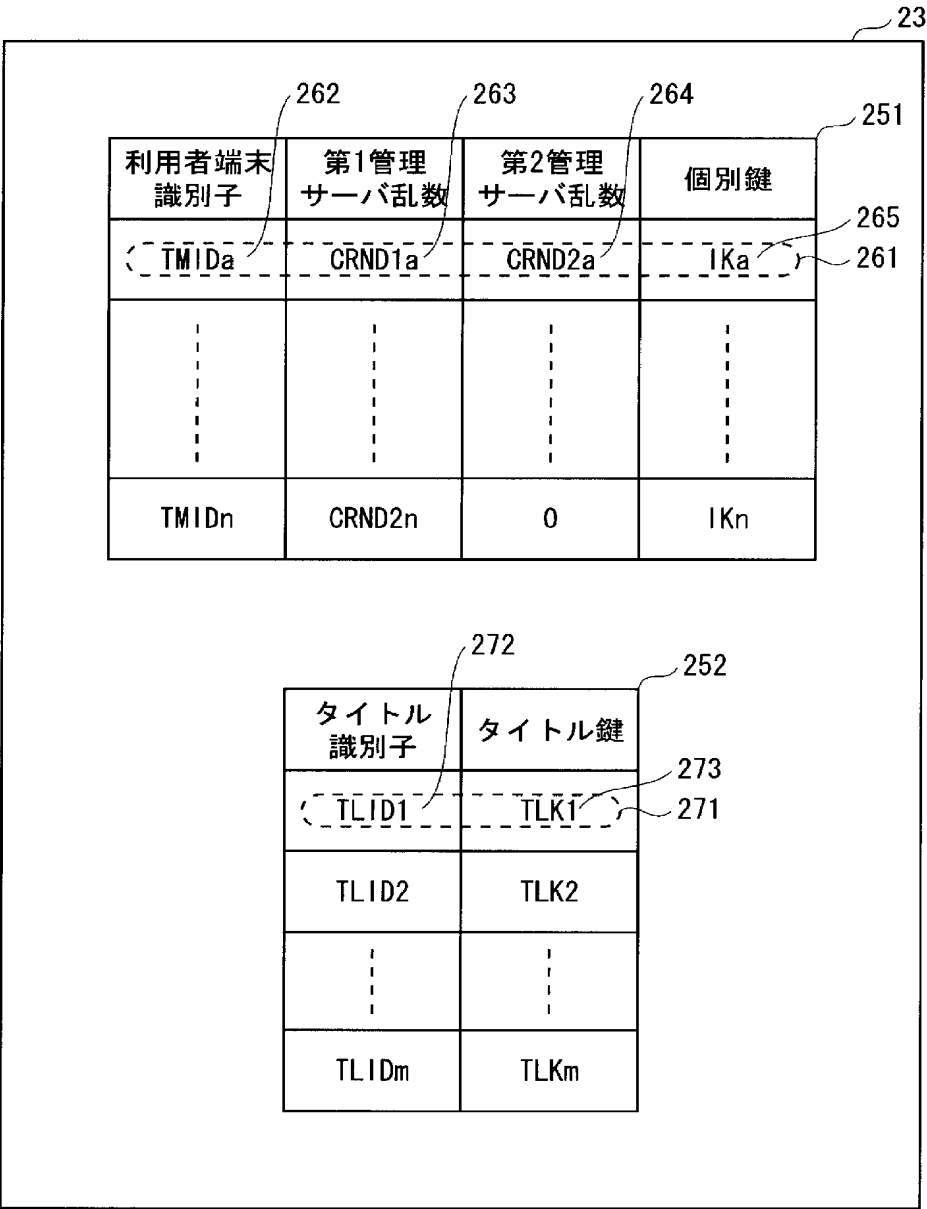 23
262
263
264
251
利用者端末
識別子
第1管理
サーバ乱数
第2管理
サーバ乱数
個別鍵
265
TMIDa
CRND1a
CRND2a
IKa
261
TMIDn
CRND2n
0
IKn
272
252
タイトル
識別子
タイトル鍵
273
TLID1
TLK1
271
TLID2
TLK2
TLIDm
TLKm